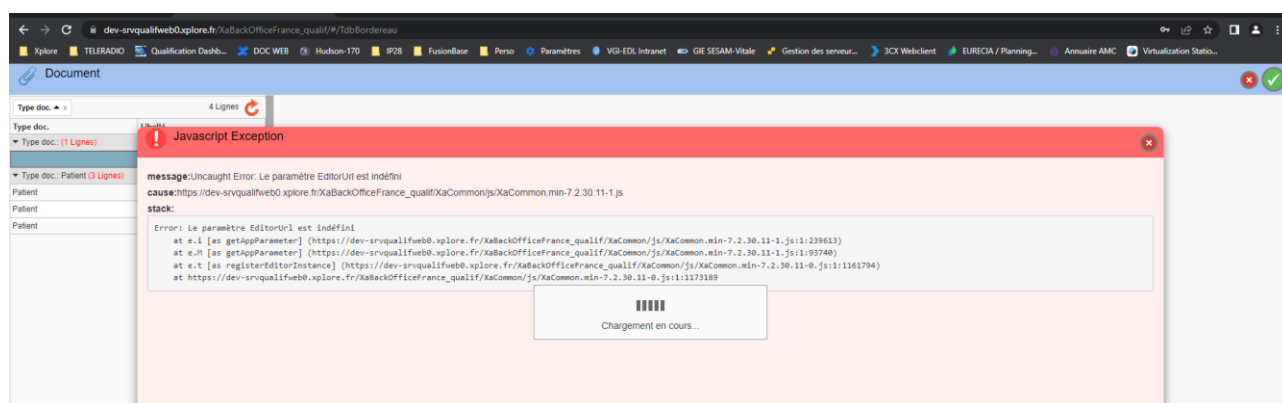 dev-srvqualifweb0.xplore.fr/XaBackOfficeFrance_qualif/#/TdbBordereau
Xplore TELERADIO Qualification Dashb... DOC WEB Hudson-170 IP28 FusionBase Perso Paramètres VGI-EDL Intranet GIE SESAM-Vitale Gestion des serveur... 3CX Webclient EURECIA / Planning... Annuaire AMC Virtualization Statio...
Document
Type doc. 4 Lignes
Type doc. Libellé
Type doc.: (1 Lignes)
Type doc.: Patient (3 Lignes)
Patient
Patient
Patient
Javascript Exception
message:Uncaught Error: Le paramètre EditorUrl est indéfini
cause:https://dev-srvqualifweb0.xplore.fr/XaBackOfficeFrance_qualif/XaCommon/js/XaCommon.min-7.2.30.11-1.js
stack:
Error: Le paramètre EditorUrl est indéfini
at e.i [as getAppParameter] (https://dev-srvqualifweb0.xplore.fr/XaBackOfficeFrance_qualif/XaCommon/js/XaCommon.min-7.2.30.11-1.js:1:239613)
at e.M [as getAppParameter] (https://dev-srvqualifweb0.xplore.fr/XaBackOfficeFrance_qualif/XaCommon/js/XaCommon.min-7.2.30.11-1.js:1:93740)
at e.t [as registerEditorInstance] (https://dev-srvqualifweb0.xplore.fr/XaBackOfficeFrance_qualif/XaCommon/js/XaCommon.min-7.2.30.11-0.js:1:1161794)
at https://dev-srvqualifweb0.xplore.fr/XaBackOfficeFrance_qualif/XaCommon/js/XaCommon.min-7.2.30.11-0.js:1:1173189
Chargement en cours...